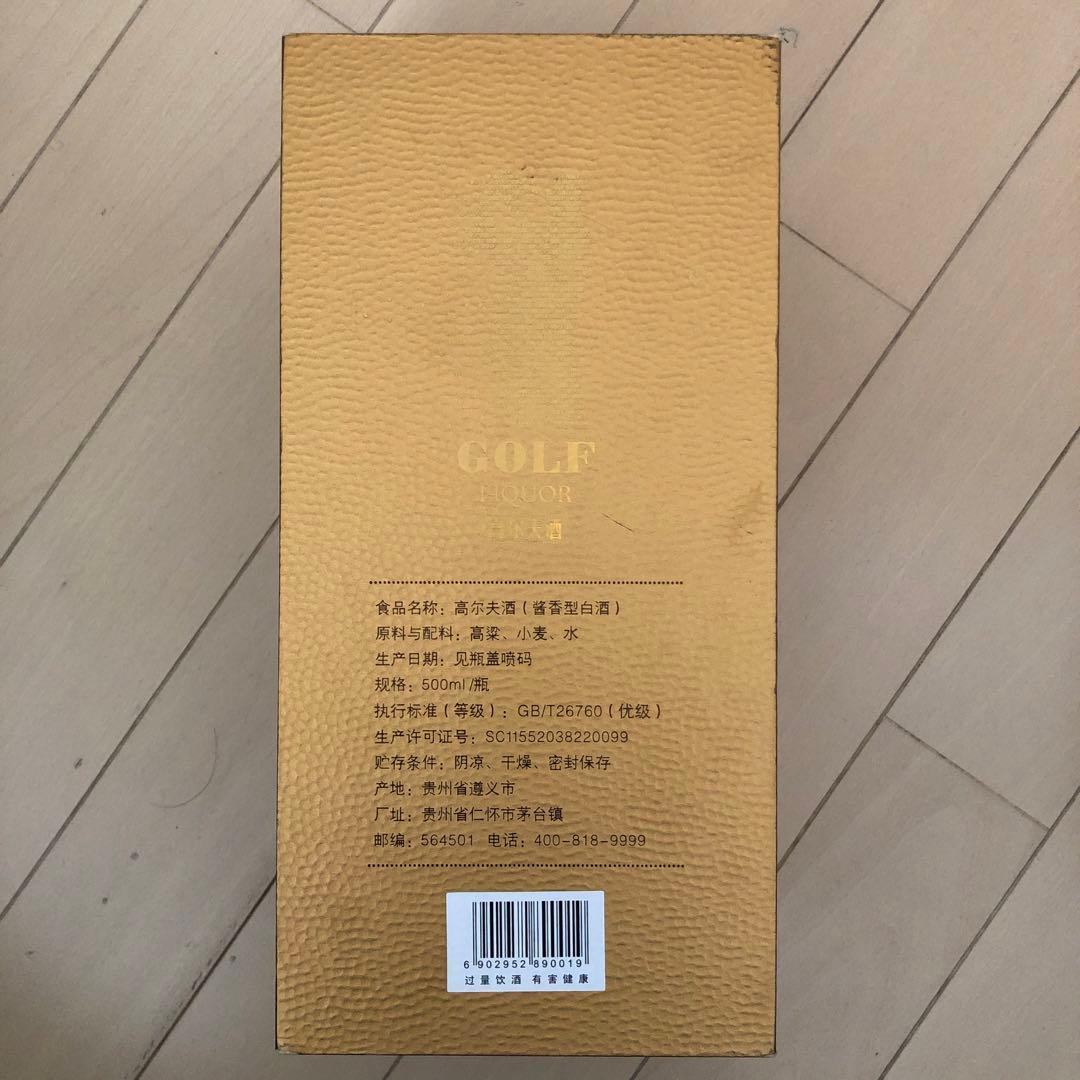 GOLF
LIQUOR
高尔夫酒
食品名称：高尔夫酒（酱香型白酒）
原料与配料：高粱、小麦、水
生产日期：见瓶盖喷码
规格：500ml/瓶
执行标准（等级）：GB/T26760（优级）
生产许可证号：SC11552038220099
贮存条件：阴凉、干燥、密封保存
产地：贵州省遵义市
厂址：贵州省仁怀市茅台镇
邮编：564501 电话：400-818-9999
6 902952 890019
过量饮酒 有害健康